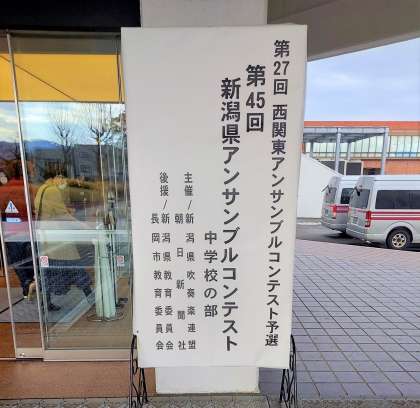 第27回 西関東アンサンブルコンテスト予選
第45回
新潟県アンサンブルコンテスト
中学校の部
主催/新潟県吹奏楽連盟
朝日新聞社
後援/新潟県教育委員会
長岡市教育委員会